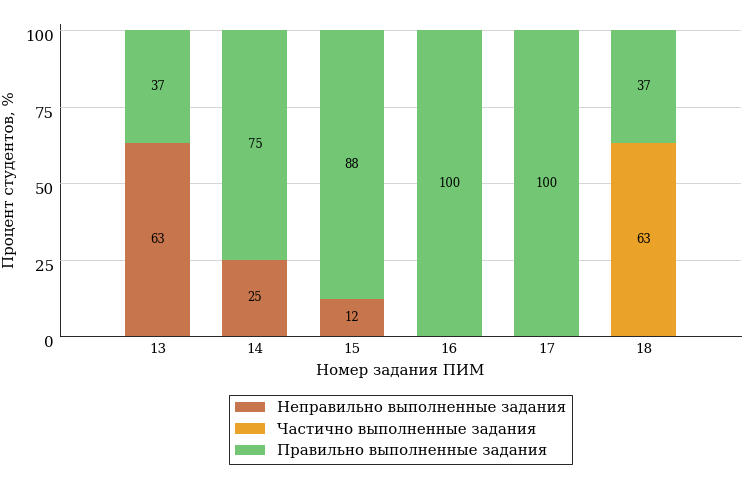 Процент студентов, %
100
75
50
25
0
37
75
88
100
100
37
63
25
12
63
13 14 15 16 17 18
Номер задания ПИМ
Неправильно выполненные задания
Частично выполненные задания
Правильно выполненные задания